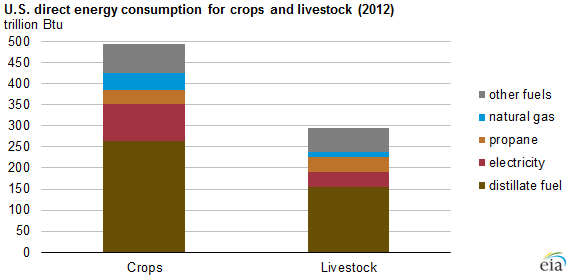 U.S. direct energy consumption for crops and livestock (2012)
trillion Btu
500
450
400
350
300
250
200
150
100
50
0
Crops
Livestock
other fuels
natural gas
propane
electricity
distillate fuel
eia